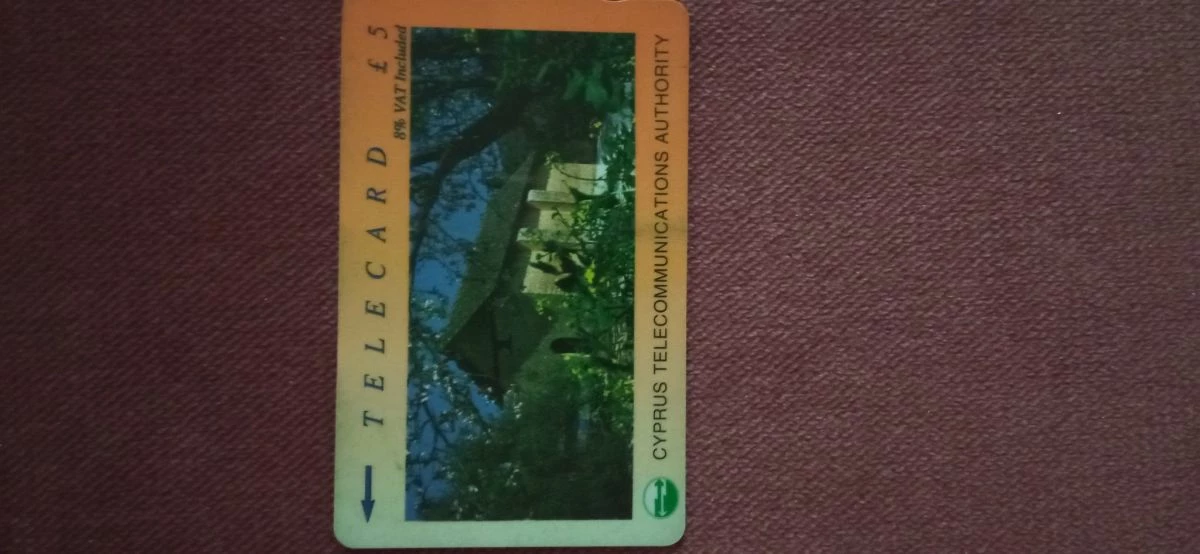 TELECARD £ 5
8% VAT Included
CYPRUS TELECOMMUNICATIONS AUTHORITY